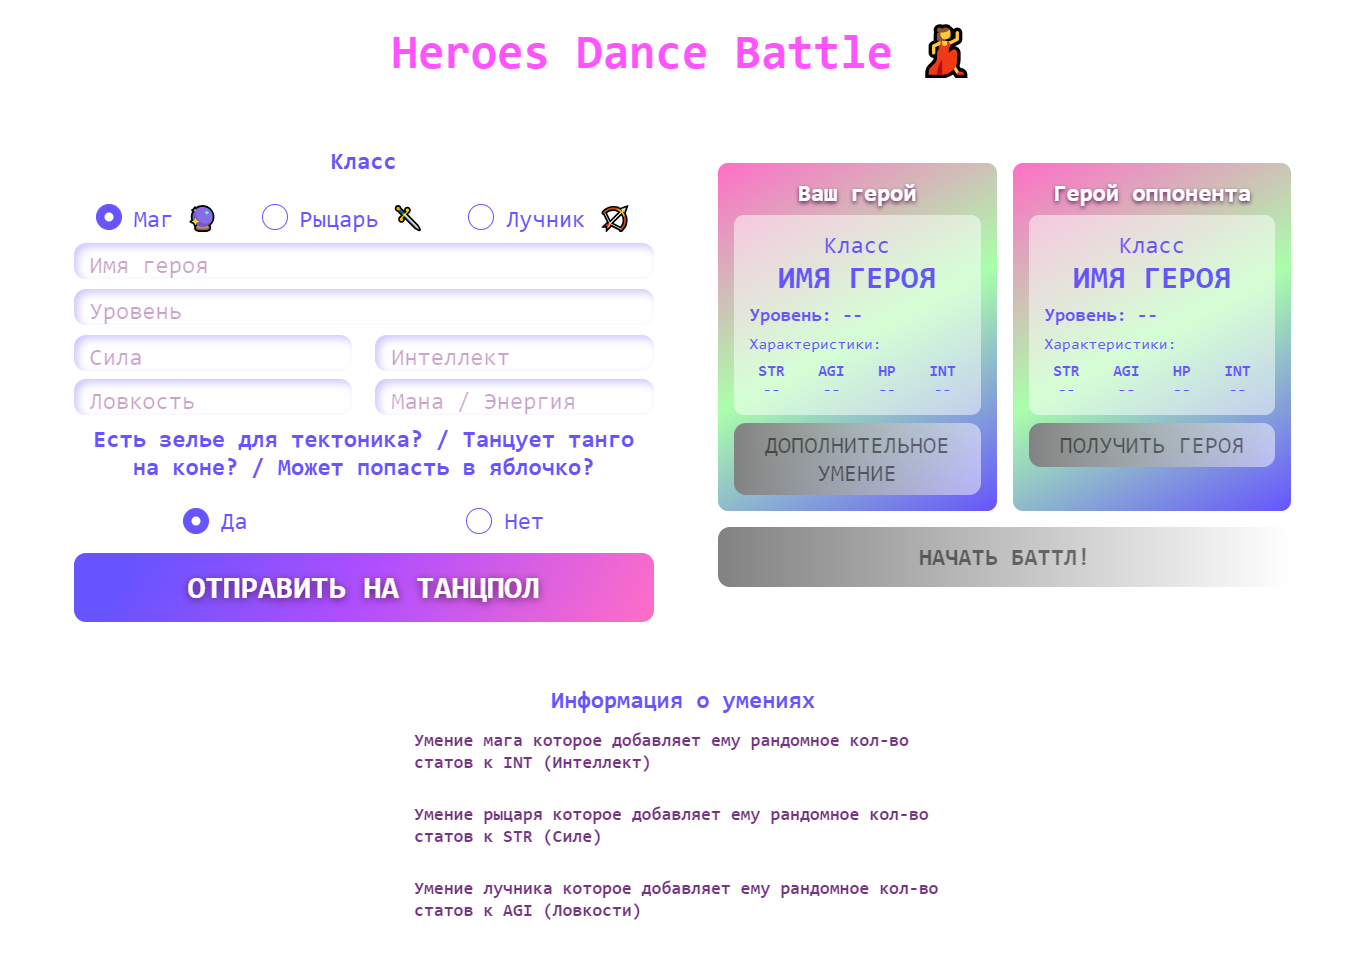 Heroes Dance Battle
Класс
Маг
Рыцарь
Лучник
Имя героя
Уровень
Сила
Интеллект
Ловкость
Мана / Энергия
Есть зелье для тектоника? / Танцует танго
на коне? / Может попасть в яблочко?
Да
Нет
ОТПРАВИТЬ НА ТАНЦПОЛ
Ваш герой
Класс
ИМЯ ГЕРОЯ
Уровень: --
Характеристики:
STR AGI HP INT
-- -- -- --
ДОПОЛНИТЕЛЬНОЕ
УМЕНИЕ
Герой оппонента
Класс
ИМЯ ГЕРОЯ
Уровень: --
Характеристики:
STR AGI HP INT
-- -- -- --
ПОЛУЧИТЬ ГЕРОЯ
НАЧАТЬ БАТТЛ!
Информация о умениях
Умение мага которое добавляет ему рандомное кол-во
статов к INT (Интеллект)
Умение рыцаря которое добавляет ему рандомное кол-во
статов к STR (Силе)
Умение лучника которое добавляет ему рандомное кол-во
статов к AGI (Ловкости)